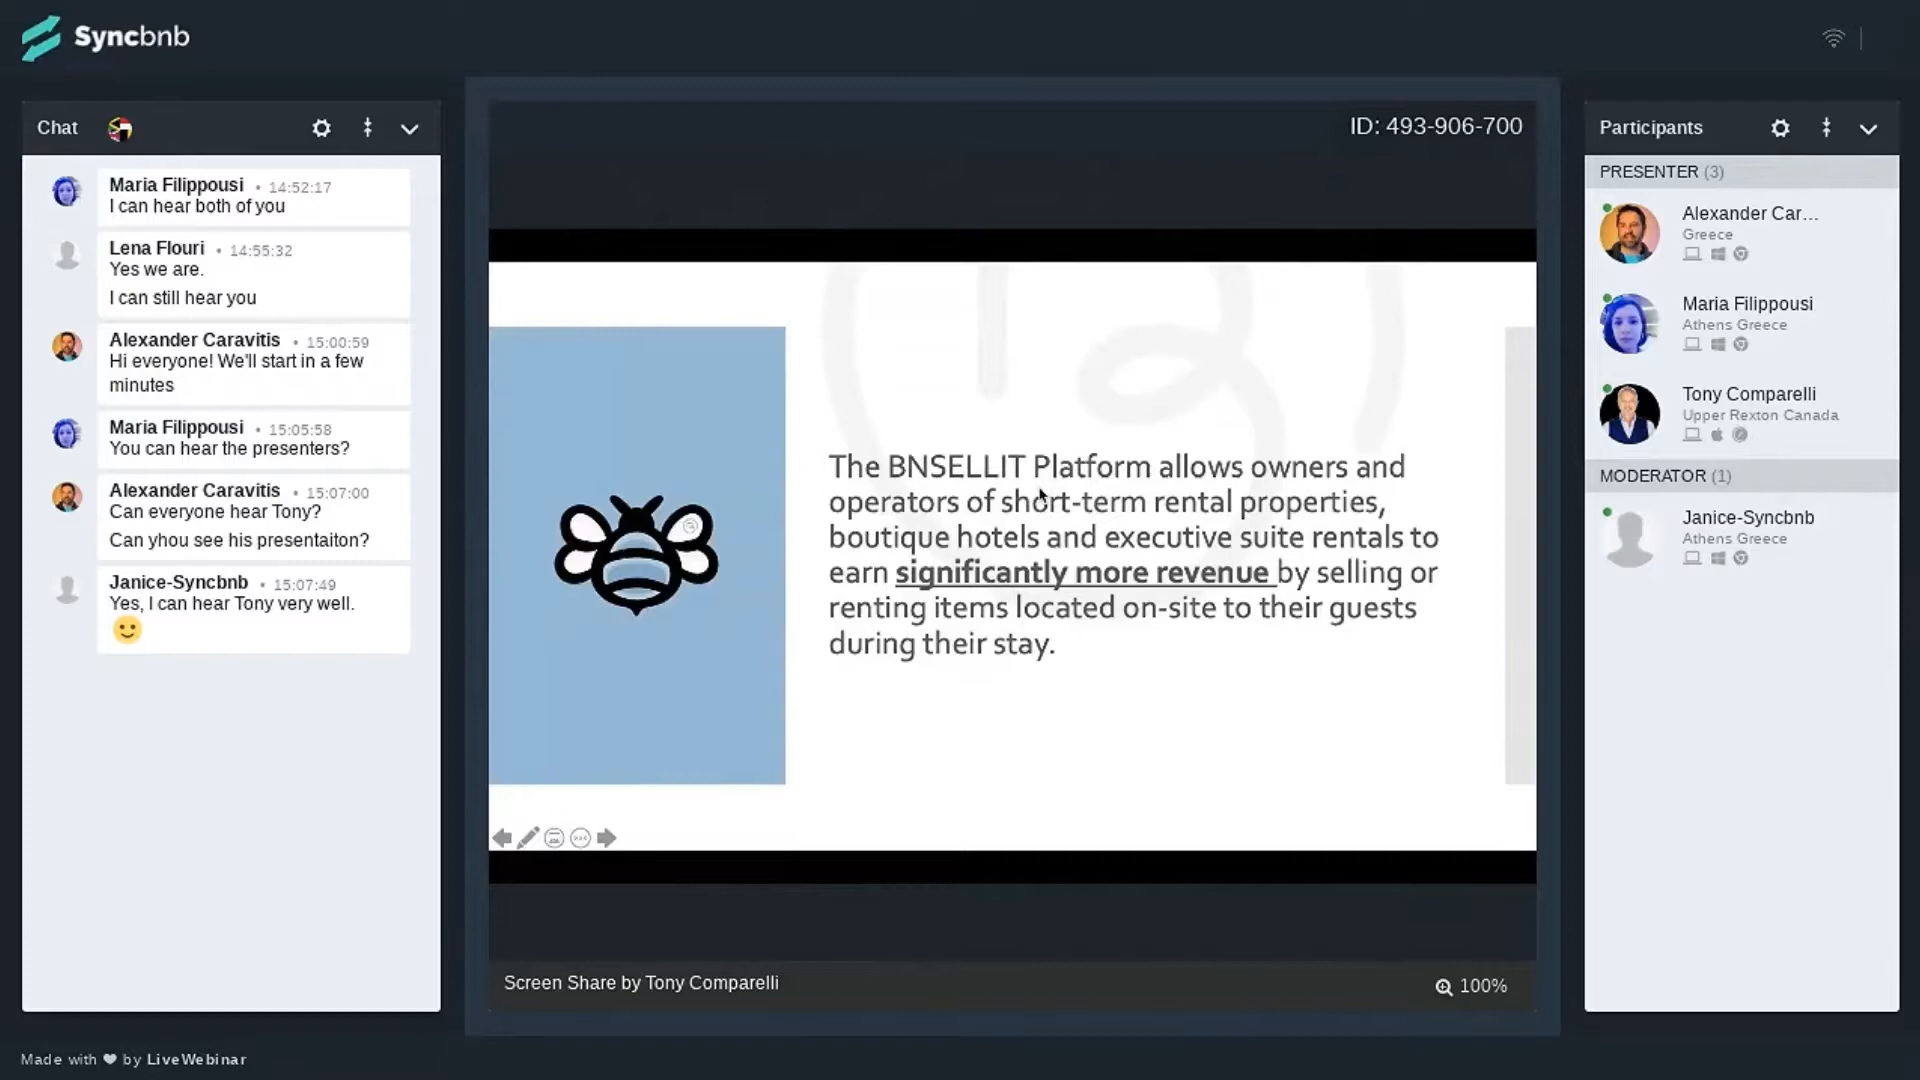 Syncbnb
Chat
Maria Filippousi • 14:52:17
I can hear both of you
Lena Flouri • 14:55:32
Yes we are.
I can still hear you
Alexander Caravitis • 15:00:59
Hi everyone! We'll start in a few
minutes
Maria Filippousi • 15:05:58
You can hear the presenters?
Alexander Caravitis • 15:07:00
Can everyone hear Tony?
Can yhou see his presentaiton?
Janice-Syncbnb • 15:07:49
Yes, I can hear Tony very well.
ID: 493-906-700
The BNSELLIT Platform allows owners and
operators of short-term rental properties,
boutique hotels and executive suite rentals to
earn significantly more revenue by selling or
renting items located on-site to their guests
during their stay.
Screen Share by Tony Comparelli
100%
Participants
PRESENTER (3)
Alexander Car...
Greece
Maria Filippousi
Athens Greece
Tony Comparelli
Upper Rexton Canada
MODERATOR (1)
Janice-Syncbnb
Athens Greece
Made with ❤ by LiveWebinar